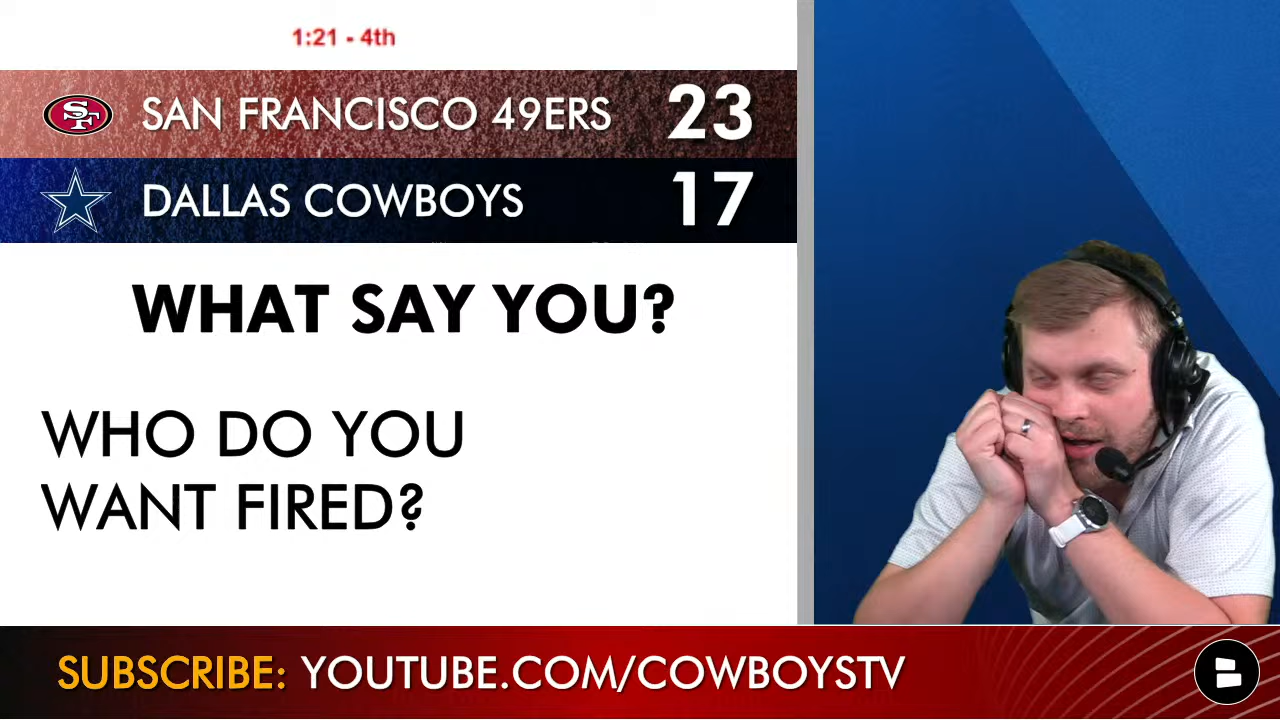 1:21 - 4th
SF SAN FRANCISCO 49ERS 23
DALLAS COWBOYS 17
WHAT SAY YOU?
WHO DO YOU
WANT FIRED?
SUBSCRIBE: YOUTUBE.COM/COWBOYSTV